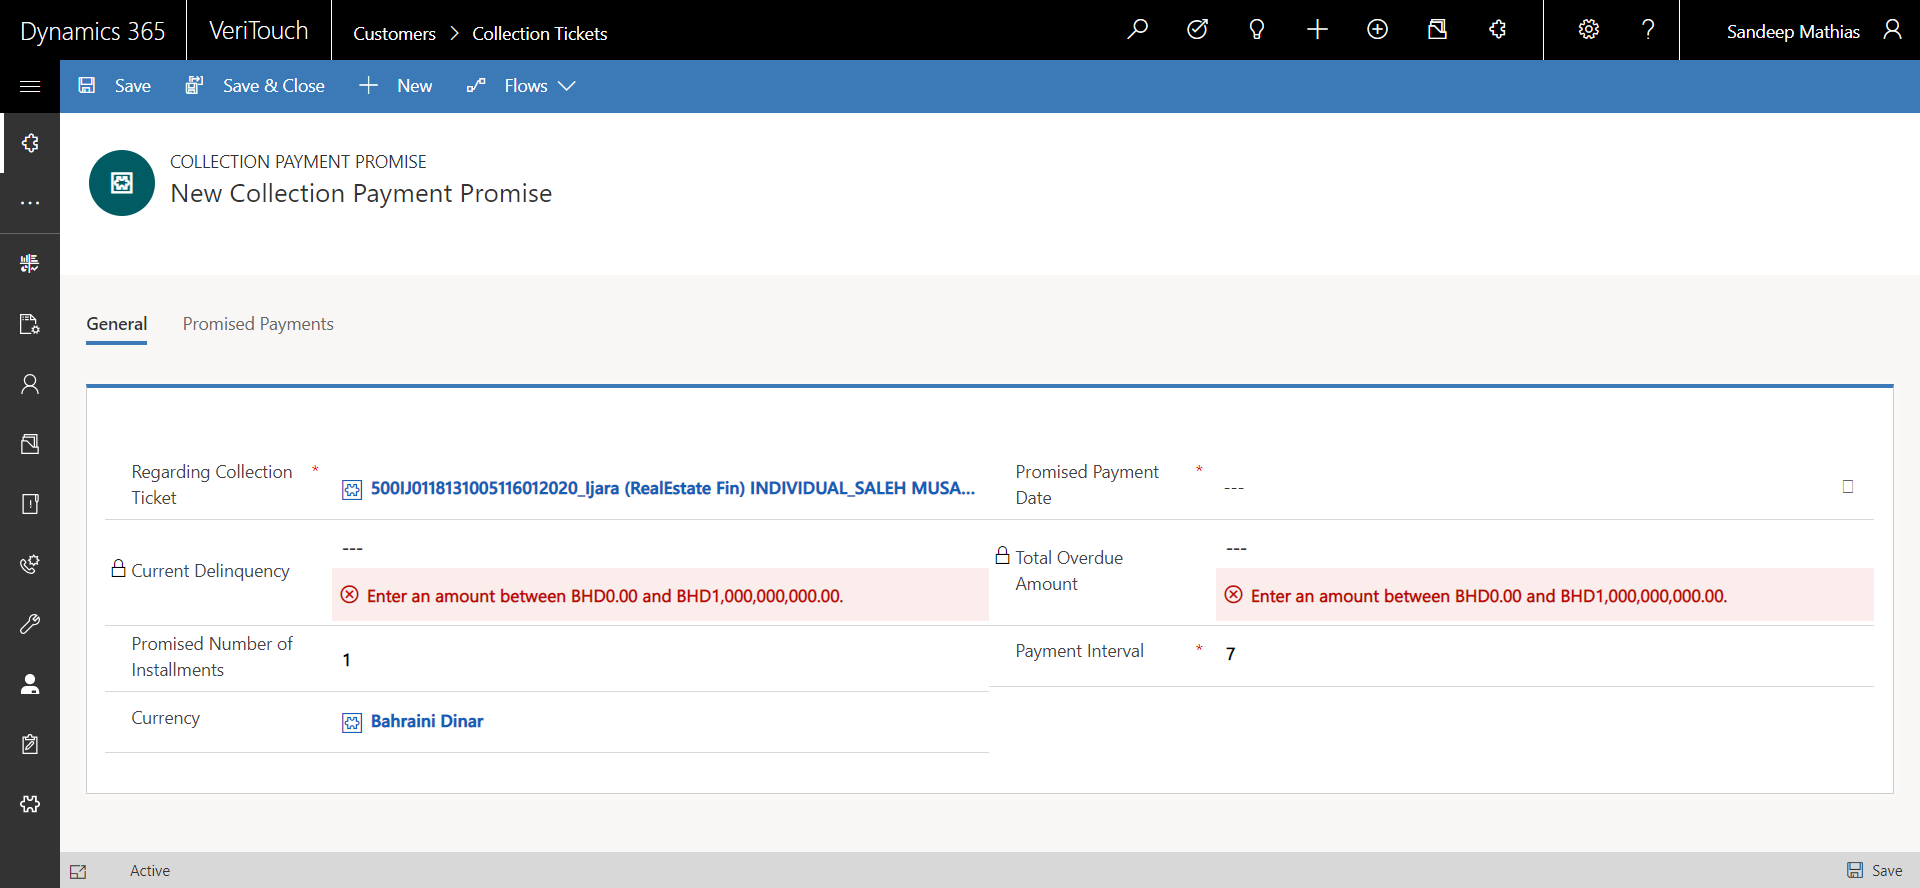 Dynamics 365
VeriTouch
Customers > Collection Tickets
?
Sandeep Mathias
Save
Save & Close
New
Flows
COLLECTION PAYMENT PROMISE
New Collection Payment Promise
General
Promised Payments
Regarding Collection
Ticket
*
500IJ0118131005116012020_Ijara (RealEstate Fin) INDIVIDUAL_SALEH MUSA...
Promised Payment
Date
*
---
Current Delinquency
---
Enter an amount between BHD0.00 and BHD1,000,000,000.00.
Total Overdue
Amount
---
Enter an amount between BHD0.00 and BHD1,000,000,000.00.
Promised Number of
Installments
1
Payment Interval
*
7
Currency
Bahraini Dinar
Active
Save